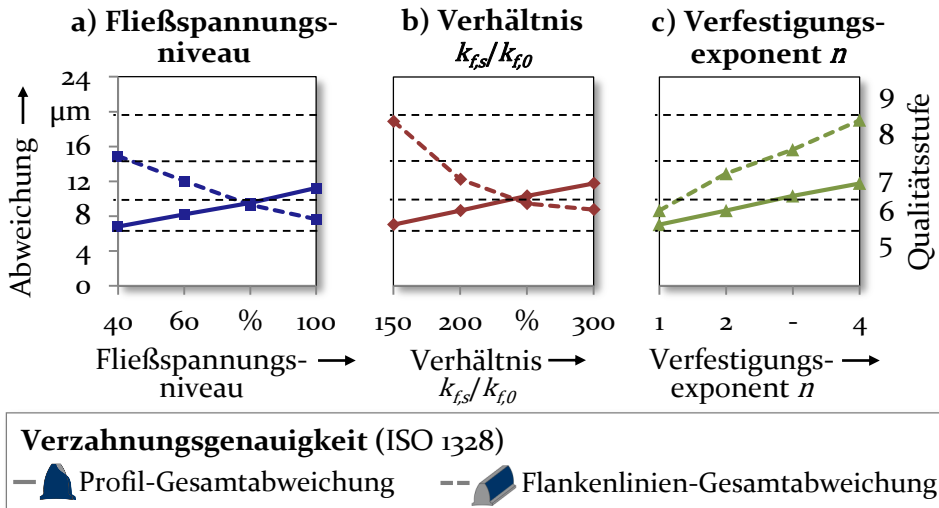 a) Fließspannungs-
niveau
b) Verhältnis
kf,s/kf,0
c) Verfestigungs-
exponent n
Abweichung
24
µm
16
12
8
4
0
40 60 % 100
Fließspannungs-
niveau
150 200 % 300
Verhältnis
kf,s/kf,0
1 2 - 4
Verfestigungs-
exponent n
9
8
7
6
5
Qualitätsstufe
Verzahnungsgenauigkeit (ISO 1328)
Profil-Gesamtabweichung Flankenlinien-Gesamtabweichung